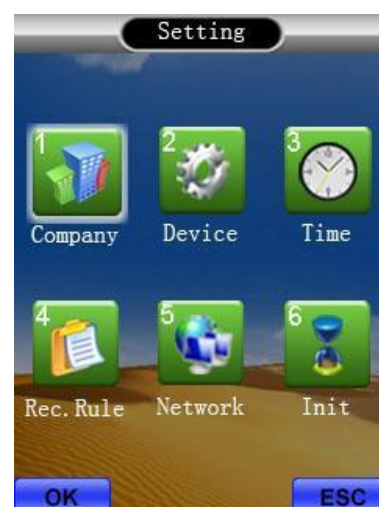 Setting
1 2 3
Company Device Time
4 5 6
Rec.Rule Network Init
OK ESC